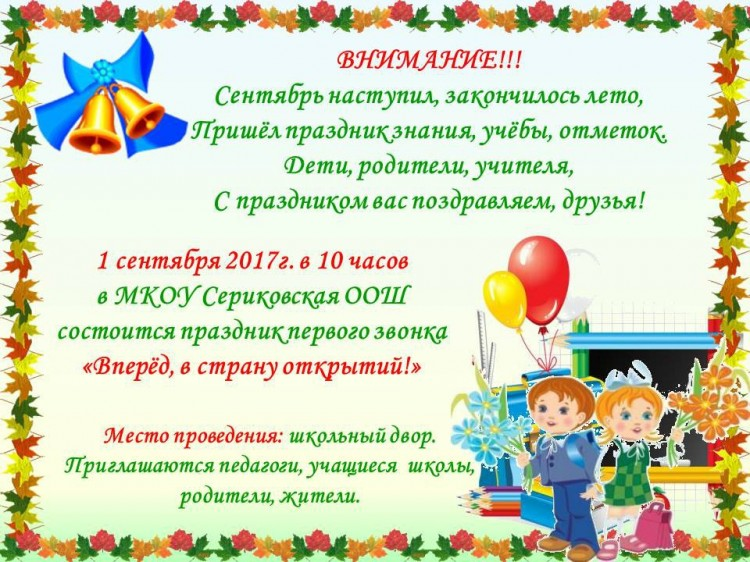 ВНИМАНИЕ!!!
Сентябрь наступил, закончилось лето,
Пришёл праздник знания, учёбы, отметок.
Дети, родители, учителя,
С праздником вас поздравляем, друзья!
1 сентября 2017г. в 10 часов
в МКОУ Сериковская ООШ
состоится праздник первого звонка
«Вперёд, в страну открытий!»
Место проведения: школьный двор.
Приглашаются педагоги, учащиеся школы,
родители, жители.